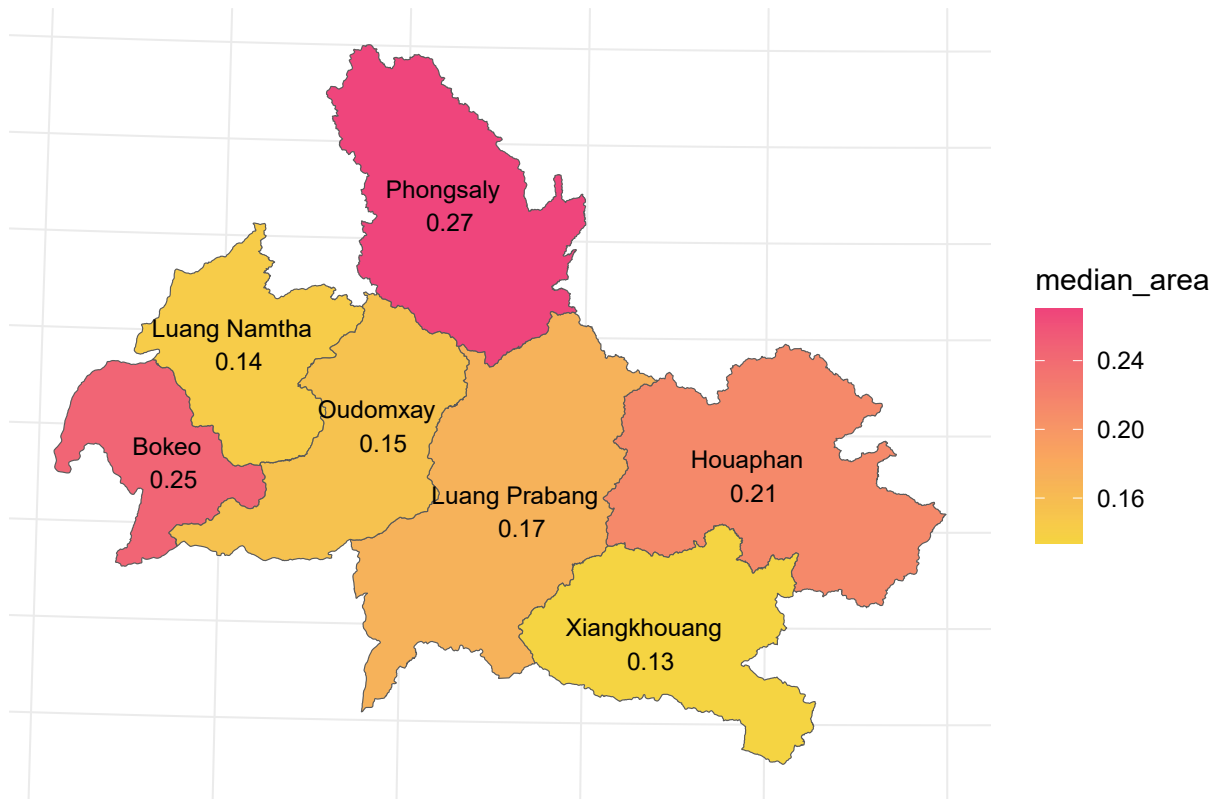 Phongsaly
0.27
Luang Namtha
0.14
Oudomxay
0.15
Bokeo
0.25
Luang Prabang
0.17
Houaphan
0.21
Xiangkhouang
0.13
median_area
0.24
0.20
0.16